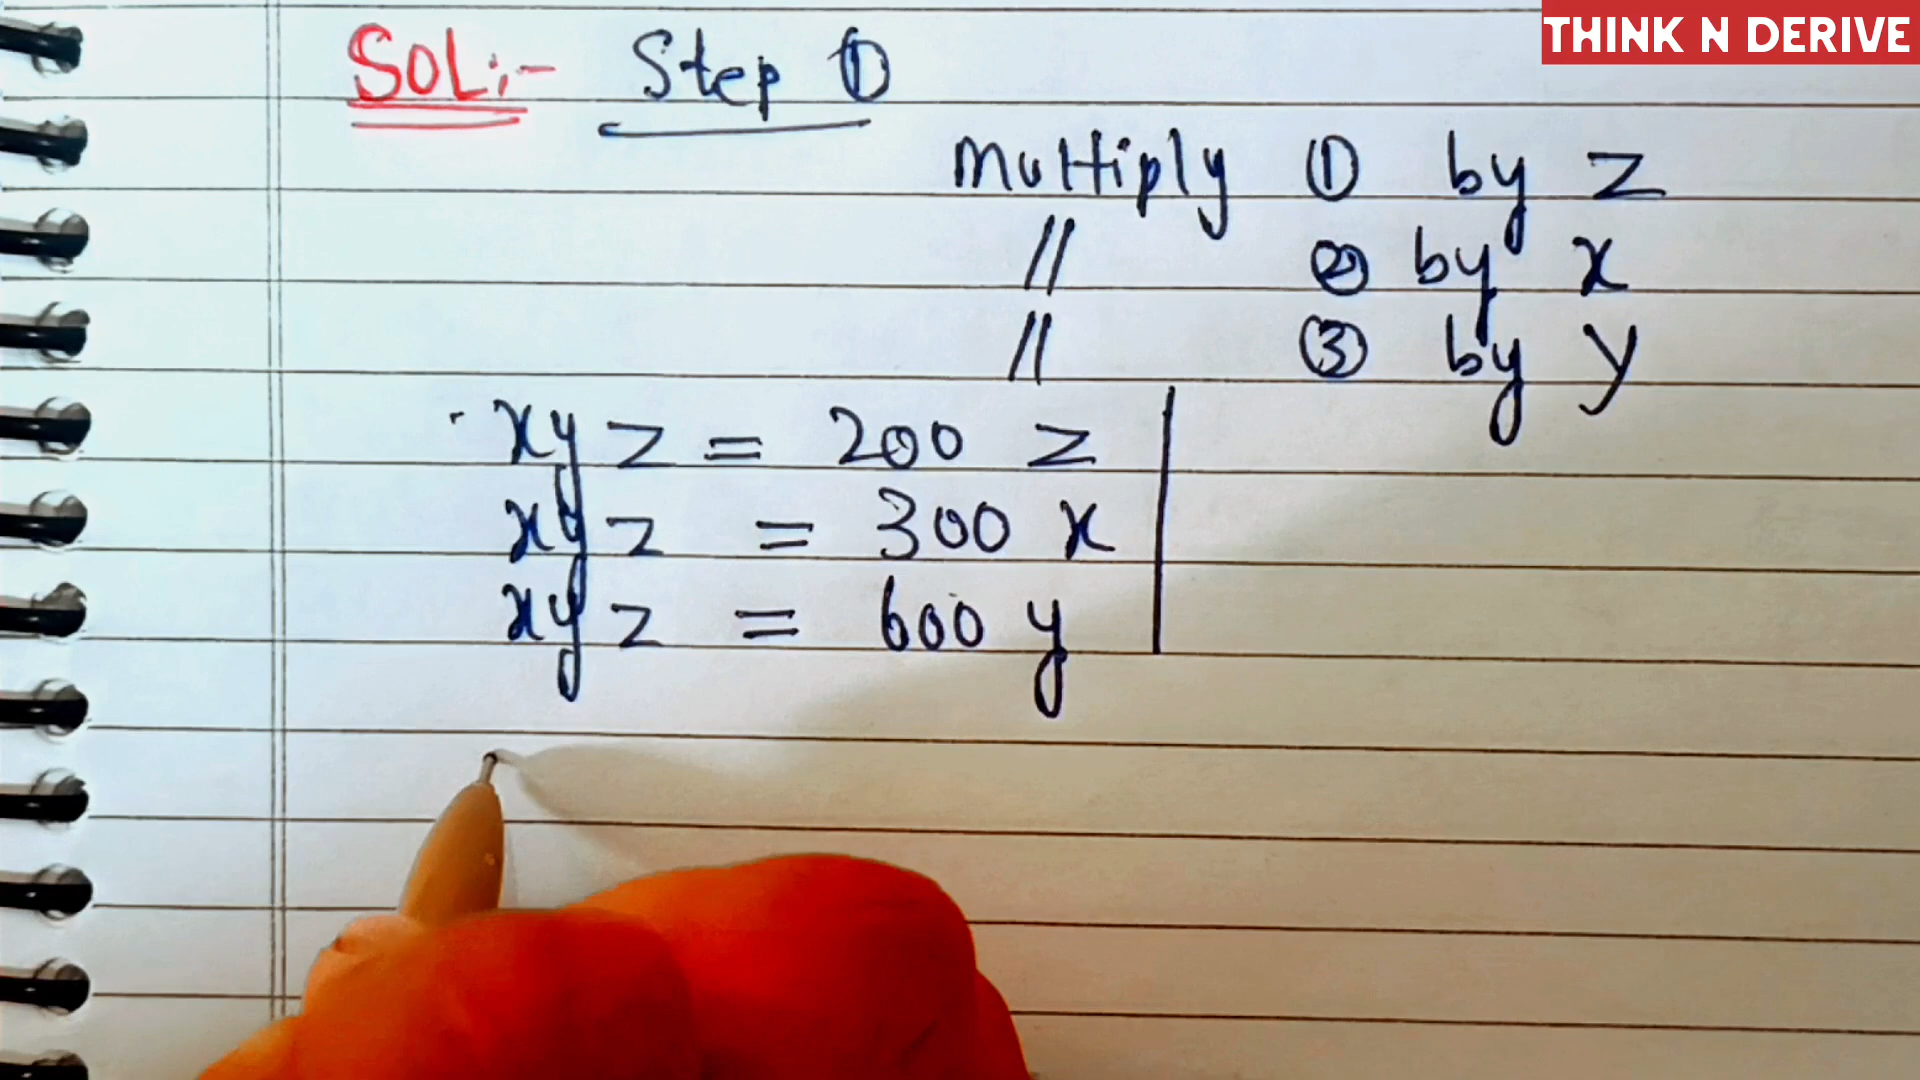 THINK N DERIVE
SOL:- Step ①
Multiply ① by z
// ② by x
// ③ by y
xyz = 200 z
xyz = 300 x
xyz = 600 y